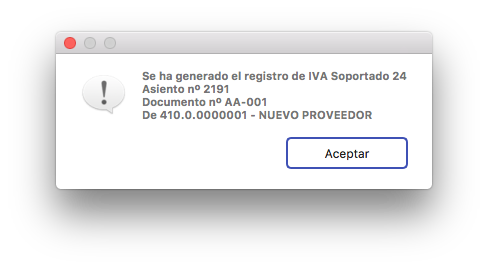 Se ha generado el registro de IVA Soportado 24
Asiento nº 2191
Documento nº AA-001
De 410.0.0000001 - NUEVO PROVEEDOR
Aceptar